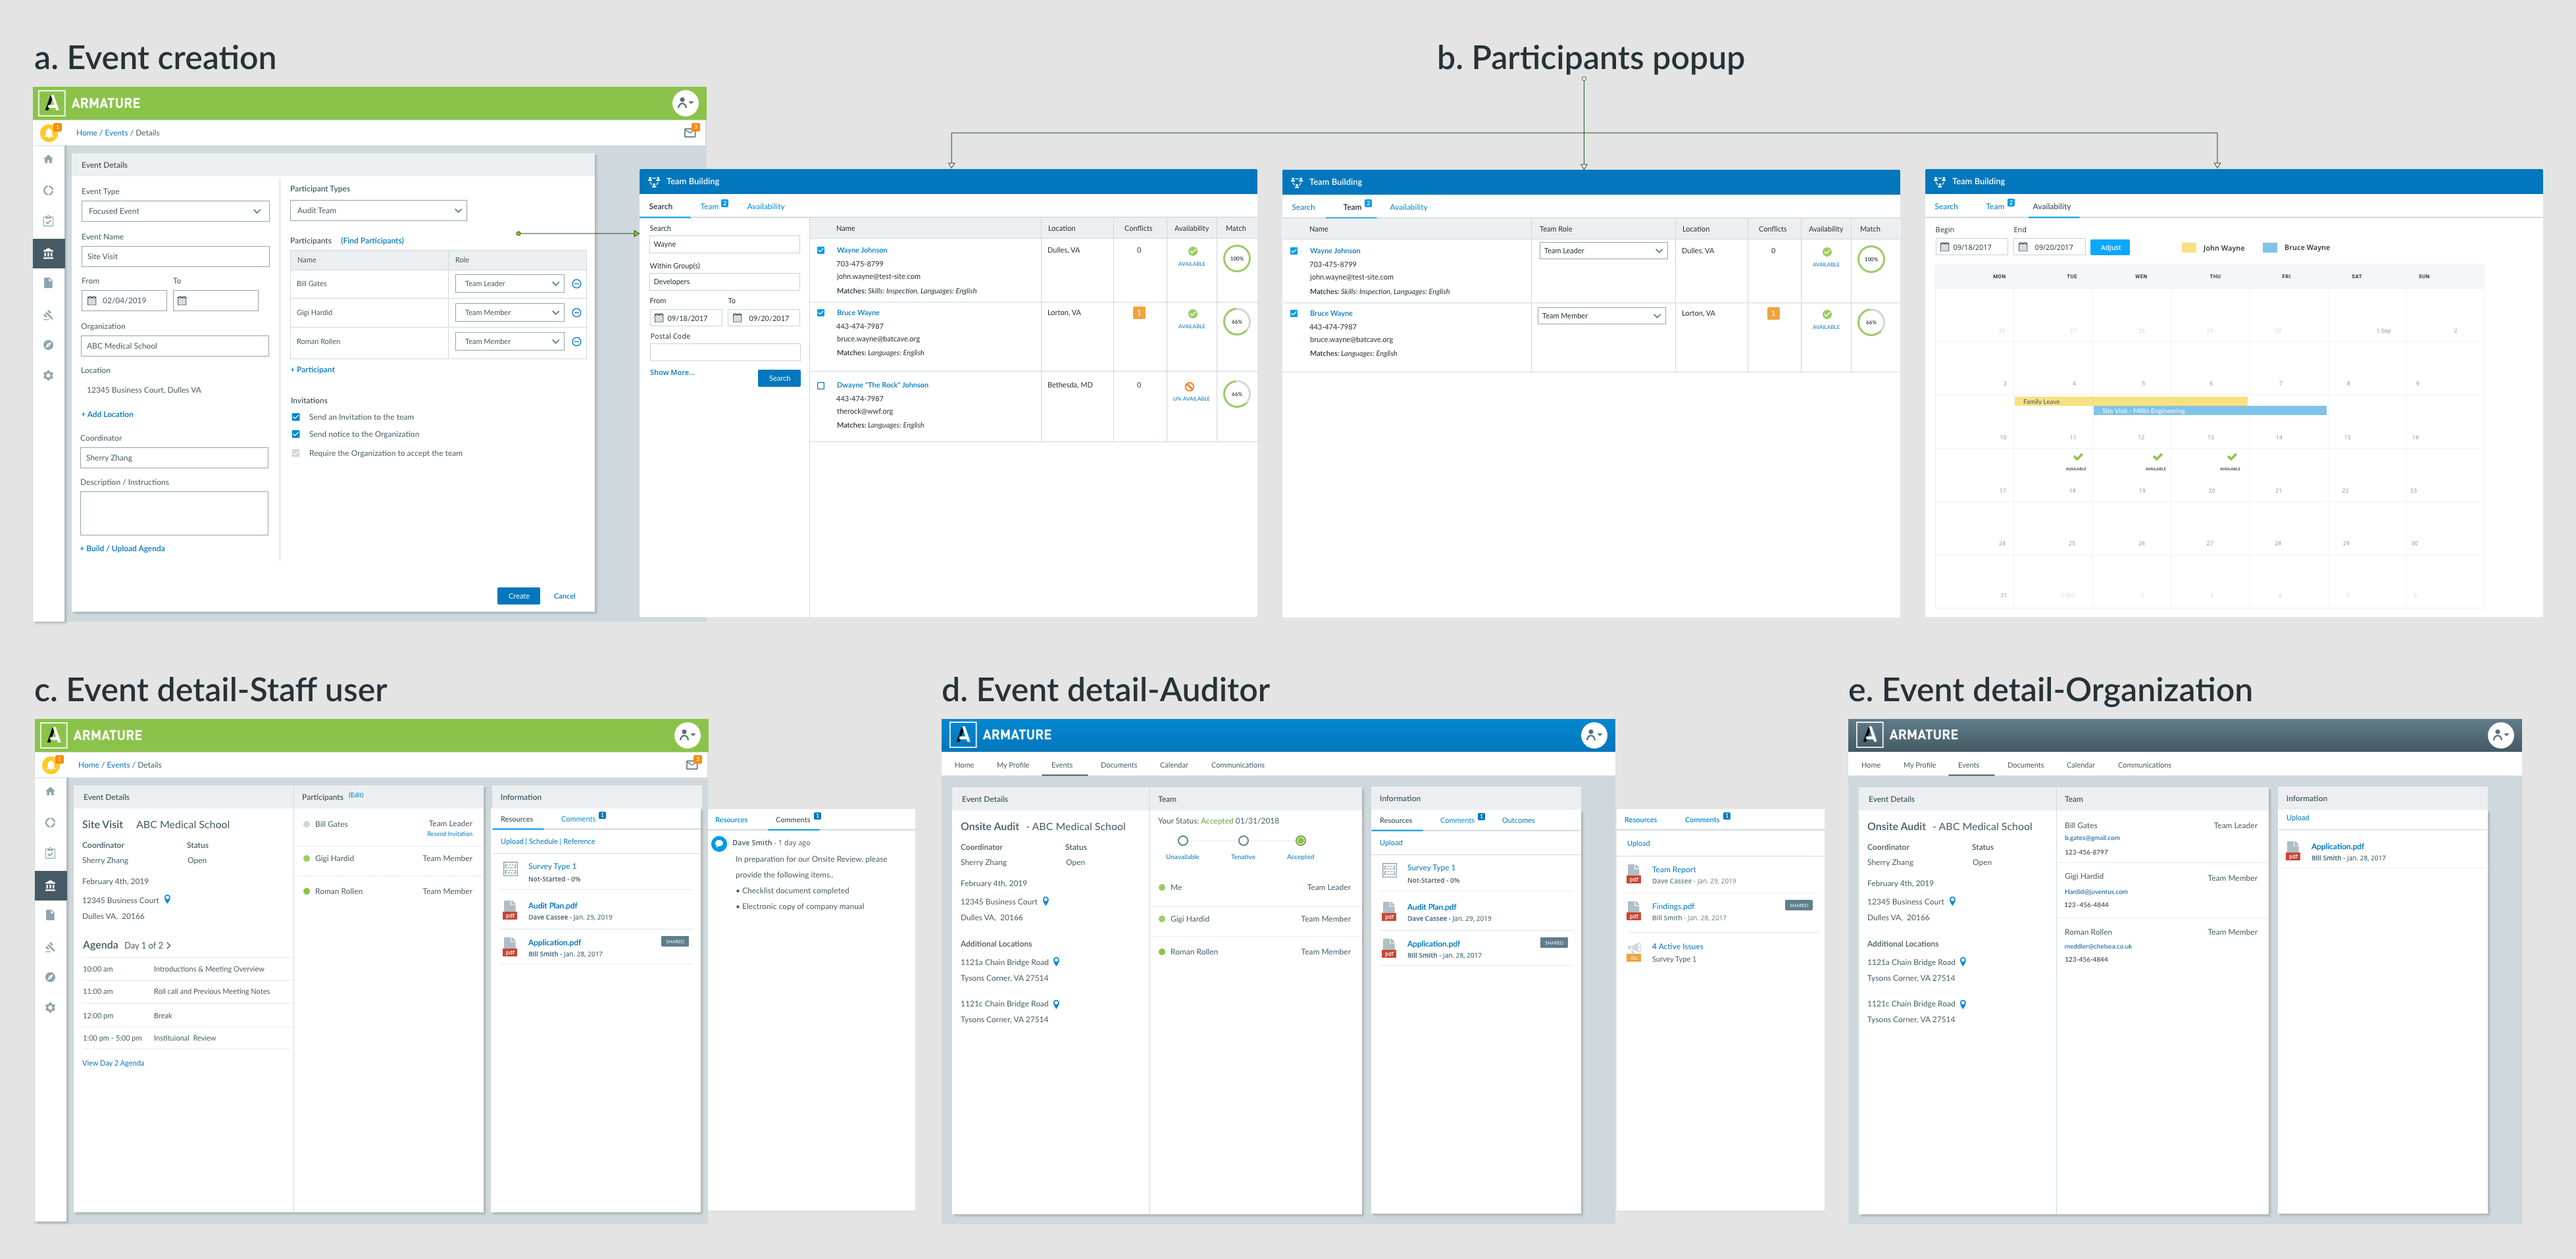 a. Event creation
b. Participants popup
ARMATURE
1
Home / Events / Details
3
Event Details
Event Type
Focused Event
Event Name
Site Visit
From
To
02/04/2019
Organization
ABC Medical School
Location
12345 Business Court, Dulles VA
+ Add Location
Coordinator
Sherry Zhang
Description / Instructions
+ Build / Upload Agenda
Participant Types
Audit Team
Participants (Find Participants)
Name
Role
Bill Gates
Team Leader
Gigi Hardid
Team Member
Roman Rollen
Team Member
+ Participant
Invitations
Send an Invitation to the team
Send notice to the Organization
Require the Organization to accept the team
Create
Cancel
Team Building
Search
Team 2
Availability
Search
Wayne
Within Group(s)
Developers
From
To
09/18/2017
09/20/2017
Postal Code
Show More...
Search
Name
Location
Conflicts
Availability
Match
Wayne Johnson
703-475-8799
john.wayne@test-site.com
Matches: Skills: Inspection, Languages: English
Dulles, VA
0
AVAILABLE
100%
Bruce Wayne
443-474-7987
bruce.wayne@batcave.org
Matches: Languages: English
Lorton, VA
1
AVAILABLE
66%
Dwayne "The Rock" Johnson
443-474-7987
therock@wwf.org
Matches: Languages: English
Bethesda, MD
0
UN-AVAILABLE
66%
Team Building
Search
Team 2
Availability
Name
Team Role
Location
Conflicts
Availability
Match
Wayne Johnson
703-475-8799
john.wayne@test-site.com
Matches: Skills: Inspection, Languages: English
Team Leader
Dulles, VA
0
AVAILABLE
100%
Bruce Wayne
443-474-7987
bruce.wayne@batcave.org
Matches: Languages: English
Team Member
Lorton, VA
1
AVAILABLE
66%
Team Building
Search
Team 2
Availability
Begin
End
09/18/2017
09/20/2017
Adjust
John Wayne
Bruce Wayne
MON TUE WEN THU FRI SAT SUN
26 27 28 29 30 1 Sep 2
3 4 5 6 7 8 9
Family Leave
Site Visit - Millin Engineering
10 11 12 13 14 15 16
AVAILABLE AVAILABLE AVAILABLE
17 18 19 20 21 22 23
24 25 26 27 28 29 30
31 1 Oct 2 3 4 5 6
c. Event detail-Staff user
ARMATURE
1
Home / Events / Details
3
Event Details
Site Visit ABC Medical School
Coordinator
Status
Sherry Zhang
Open
February 4th, 2019
12345 Business Court
Dulles VA, 20166
Agenda Day 1 of 2 >
10:00 am Introductions & Meeting Overview
11:00 am Roll call and Previous Meeting Notes
12:00 pm Break
1:00 pm - 5:00 pm Instituional Review
View Day 2 Agenda
Participants (Edit)
Bill Gates
Team Leader
Resend Invitation
Gigi Hardid
Team Member
Roman Rollen
Team Member
Information
Resources
Comments 1
Upload | Schedule | Reference
Survey Type 1
Not-Started - 0%
pdf
Audit Plan.pdf
Dave Cassee - Jan. 29, 2019
pdf
Application.pdf
SHARED
Bill Smith - Jan. 28, 2017
Resources
Comments 1
Dave Smith - 1 day ago
In preparation for our Onsite Review, please
provide the following items..
• Checklist document completed
• Electronic copy of company manual
d. Event detail-Auditor
ARMATURE
Home
My Profile
Events
Documents
Calendar
Communications
Event Details
Onsite Audit - ABC Medical School
Coordinator
Status
Sherry Zhang
Open
February 4th, 2019
12345 Business Court
Dulles VA, 20166
Additional Locations
1121a Chain Bridge Road
Tysons Corner, VA 27514
1121c Chain Bridge Road
Tysons Corner, VA 27514
Team
Your Status: Accepted 01/31/2018
Unavailable
Tenative
Accepted
Me
Team Leader
Gigi Hardid
Team Member
Roman Rollen
Team Member
Information
Resources
Comments 1
Outcomes
Upload
Survey Type 1
Not-Started - 0%
pdf
Audit Plan.pdf
Dave Cassee - Jan. 29, 2019
pdf
Application.pdf
SHARED
Bill Smith - Jan. 28, 2017
Resources
Comments 1
Upload
pdf
Team Report
Dave Cassee - Jan. 29, 2019
pdf
Findings.pdf
SHARED
Bill Smith - Jan. 28, 2017
4 Active Issues
Survey Type 1
e. Event detail-Organization
ARMATURE
Home
My Profile
Events
Documents
Calendar
Communications
Event Details
Onsite Audit - ABC Medical School
Coordinator
Status
Sherry Zhang
Open
February 4th, 2019
12345 Business Court
Dulles VA, 20166
Additional Locations
1121a Chain Bridge Road
Tysons Corner, VA 27514
1121c Chain Bridge Road
Tysons Corner, VA 27514
Team
Bill Gates
Team Leader
b.gates@gmail.com
123-456-8797
Gigi Hardid
Team Member
Hardid@juventus.com
123-456-4844
Roman Rollen
Team Member
meddler@chelsea.co.uk
123-456-4844
Information
Upload
pdf
Application.pdf
Bill Smith - Jan. 28, 2017